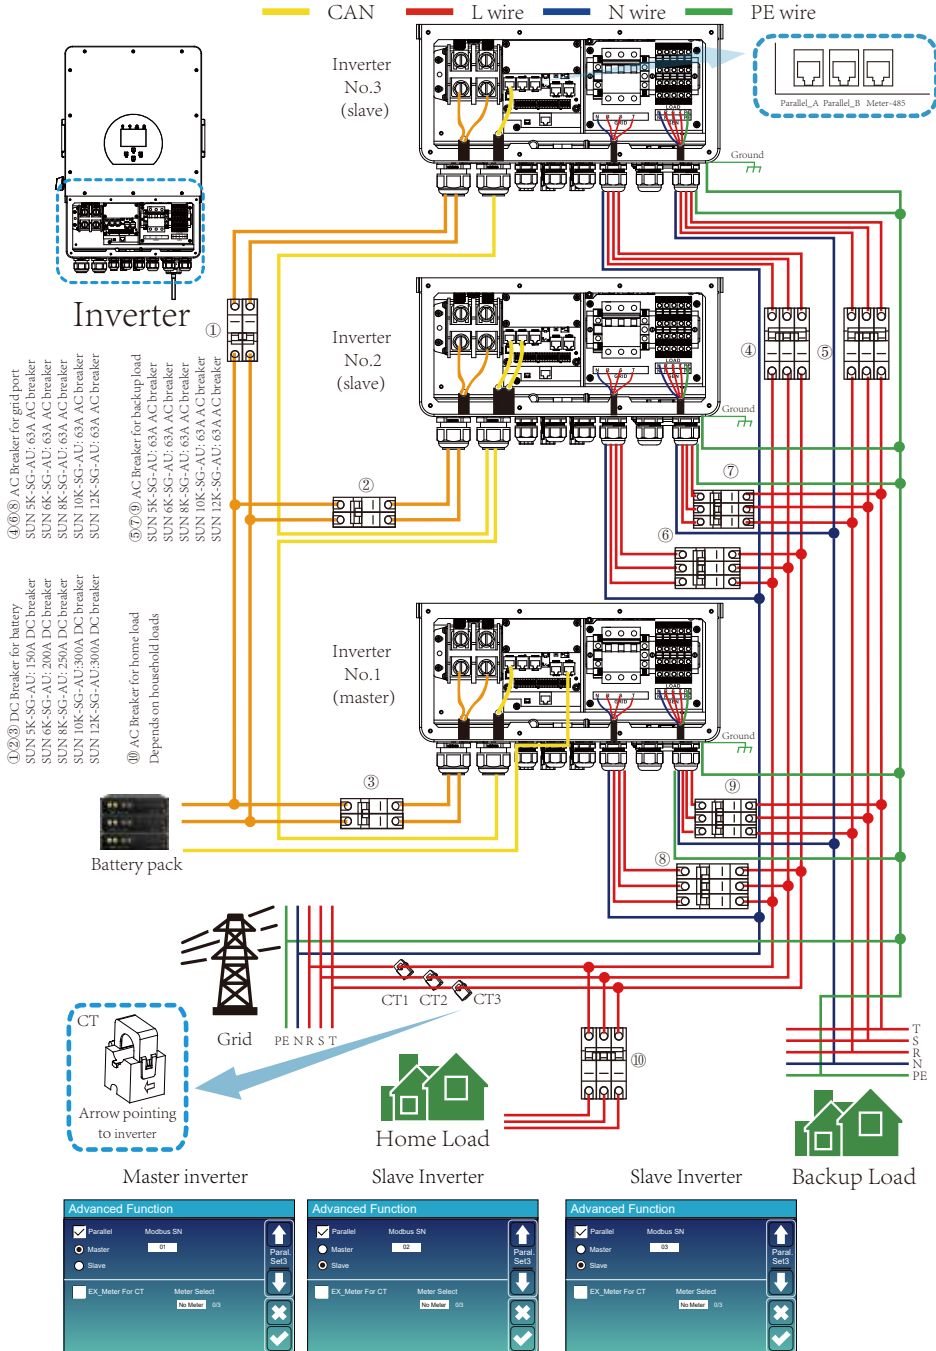 CAN L wire N wire PE wire
Inverter
No.3
(slave)
Parallel_A Parallel_B Meter-485
N R S T
GRID
LOAD
GEN
Ground
Inverter
①
Inverter
No.2
(slave)
④
⑤
N R S T
GRID
LOAD
GEN
Ground
②
⑦
⑥
④⑥⑧ AC Breaker for grid port
SUN 5K-SG-AU: 63A AC breaker
SUN 6K-SG-AU: 63A AC breaker
SUN 8K-SG-AU: 63A AC breaker
SUN 10K-SG-AU: 63A AC breaker
SUN 12K-SG-AU: 63A AC breaker
⑤⑦⑨ AC Breaker for backup load
SUN 5K-SG-AU: 63A AC breaker
SUN 6K-SG-AU: 63A AC breaker
SUN 8K-SG-AU: 63A AC breaker
SUN 10K-SG-AU: 63A AC breaker
SUN 12K-SG-AU: 63A AC breaker
①②③ DC Breaker for battery
SUN 5K-SG-AU: 150A DC breaker
SUN 6K-SG-AU: 200A DC breaker
SUN 8K-SG-AU: 250A DC breaker
SUN 10K-SG-AU:300A DC breaker
SUN 12K-SG-AU:300A DC breaker
⑩ AC Breaker for home load
Depends on household loads
Inverter
No.1
(master)
N R S T
GRID
LOAD
GEN
Ground
③
⑨
⑧
Battery pack
CT1 CT2 CT3
Grid
PE N R S T
CT
Arrow pointing
to inverter
⑩
Home Load
T
S
R
N
PE
Backup Load
Master inverter
Advanced Function
Parallel Modbus SN
Master 01
Slave
Paral.
Set3
EX_Meter For CT Meter Select
No Meter 0/3
Slave Inverter
Advanced Function
Parallel Modbus SN
Master 02
Slave
Paral.
Set3
EX_Meter For CT Meter Select
No Meter 0/3
Slave Inverter
Advanced Function
Parallel Modbus SN
Master 03
Slave
Paral.
Set3
EX_Meter For CT Meter Select
No Meter 0/3